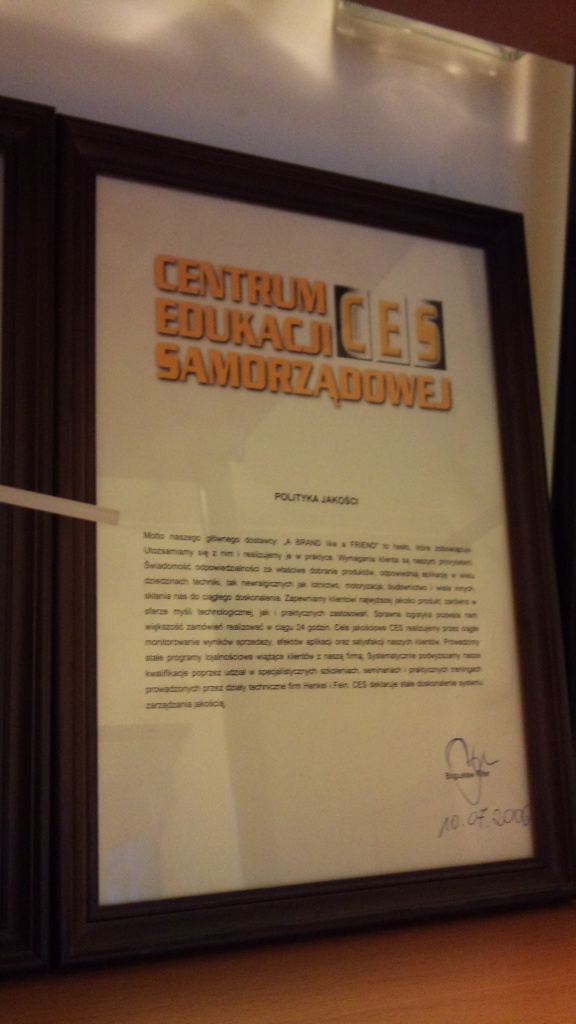 CENTRUM
EDUKACJI
SAMORZĄDOWEJ
CES
POLITYKA JAKOŚCI
Motto naszego głównego dostawcy: „A BRAND like a FRIEND" to hasło, które zobowiązuje.
Utożsamiamy się z nim i realizujemy je w praktyce. Wymagania klienta są naszym priorytetem.
Świadomość odpowiedzialności za właściwe dobranie produktów, odpowiednią aplikację w wielu
dziedzinach techniki, tak newralgicznych jak lotnictwo, motoryzacja, budownictwo i wiele innych,
skłania nas do ciągłego doskonalenia. Zapewniamy klientowi najwyższej jakości produkt, zarówno w
sferze myśli technologicznej, jak i praktycznych zastosowań. Sprawna logistyka pozwala nam
większość zamówień realizować w ciągu 24 godzin. Cele jakościowe CES realizujemy przez ciągłe
monitorowanie wyników sprzedaży, efektów aplikacji oraz satysfakcji naszych klientów. Prowadzimy
stałe programy lojalnościowe wiążące klientów z naszą firmą. Systematycznie podwyższamy nasze
kwalifikacje poprzez udział w specjalistycznych szkoleniach, seminariach i praktycznych treningach
prowadzonych przez działy techniczne firm Henkel i Fein. CES deklaruje stałe doskonalenie systemu
zarządzania jakością.
Bogusław
10.07.2006